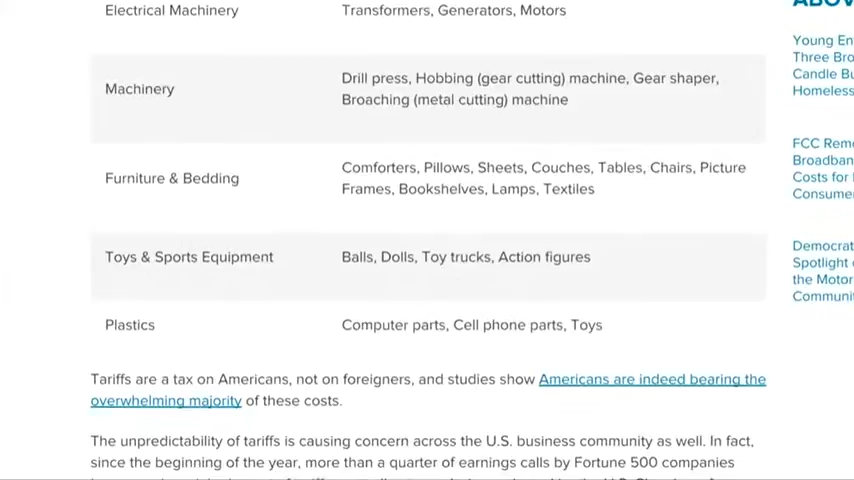 Electrical Machinery
Transformers, Generators, Motors
Machinery
Drill press, Hobbing (gear cutting) machine, Gear shaper,
Broaching (metal cutting) machine
Furniture & Bedding
Comforters, Pillows, Sheets, Couches, Tables, Chairs, Picture
Frames, Bookshelves, Lamps, Textiles
Toys & Sports Equipment
Balls, Dolls, Toy trucks, Action figures
Plastics
Computer parts, Cell phone parts, Toys
Tariffs are a tax on Americans, not on foreigners, and studies show Americans are indeed bearing the
overwhelming majority of these costs.
The unpredictability of tariffs is causing concern across the U.S. business community as well. In fact,
since the beginning of the year, more than a quarter of earnings calls by Fortune 500 companies
ABOV
Young En
Three Bro
Candle Bu
Homeless
FCC Rem
Broadban
Costs for
Consume
Democrat
Spotlight
the Motor
Communit